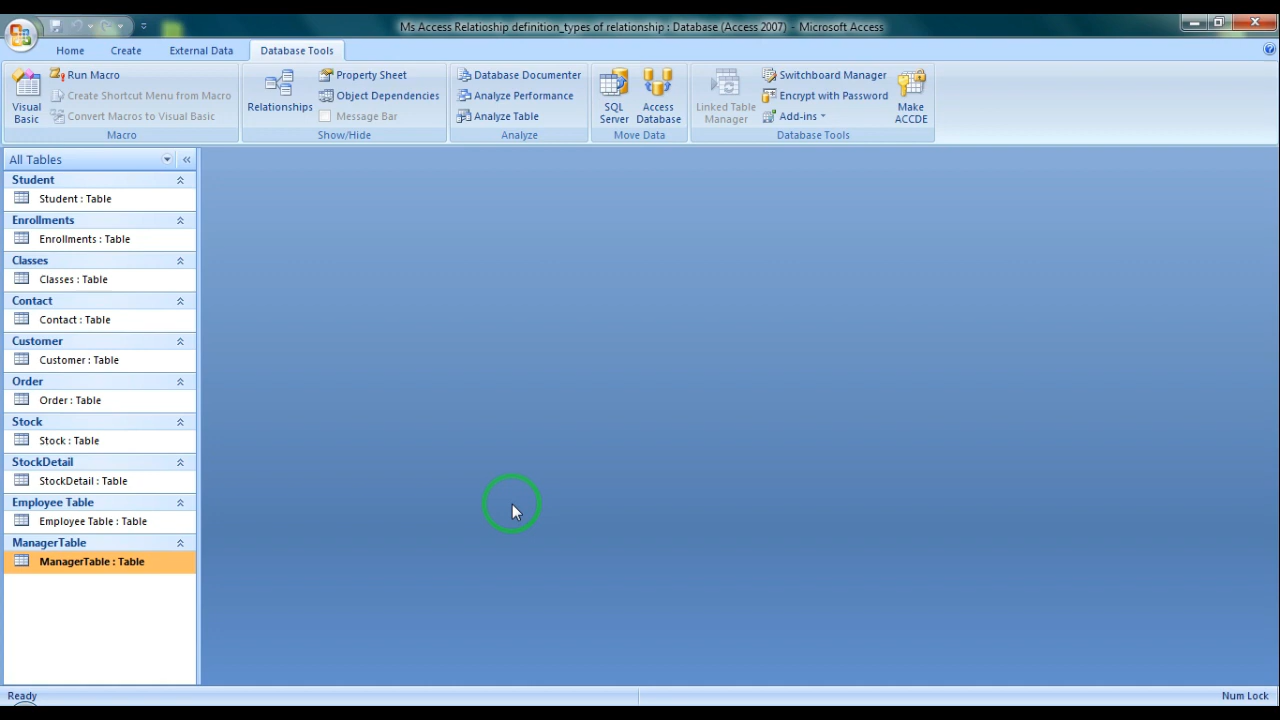 Ms Access Relatioship definition_types of relationship : Database (Access 2007) - Microsoft Access
Home Create External Data Database Tools
Visual Basic
Run Macro
Create Shortcut Menu from Macro
Convert Macros to Visual Basic
Macro
Relationships
Property Sheet
Object Dependencies
Message Bar
Show/Hide
Database Documenter
Analyze Performance
Analyze Table
Analyze
SQL Server
Access Database
Move Data
Linked Table Manager
Switchboard Manager
Encrypt with Password
Add-ins
Make ACCDE
Database Tools
All Tables
Student
Student : Table
Enrollments
Enrollments : Table
Classes
Classes : Table
Contact
Contact : Table
Customer
Customer : Table
Order
Order : Table
Stock
Stock : Table
StockDetail
StockDetail : Table
Employee Table
Employee Table : Table
ManagerTable
ManagerTable : Table
Ready
Num Lock